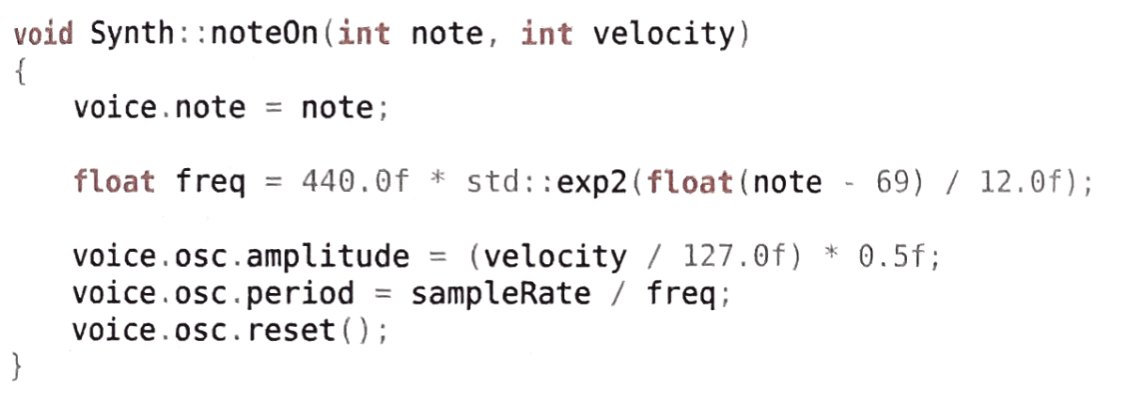 void Synth::noteOn(int note, int velocity)
{
    voice.note = note;

    float freq = 440.0f * std::exp2(float(note - 69) / 12.0f);

    voice.osc.amplitude = (velocity / 127.0f) * 0.5f;
    voice.osc.period = sampleRate / freq;
    voice.osc.reset();
}